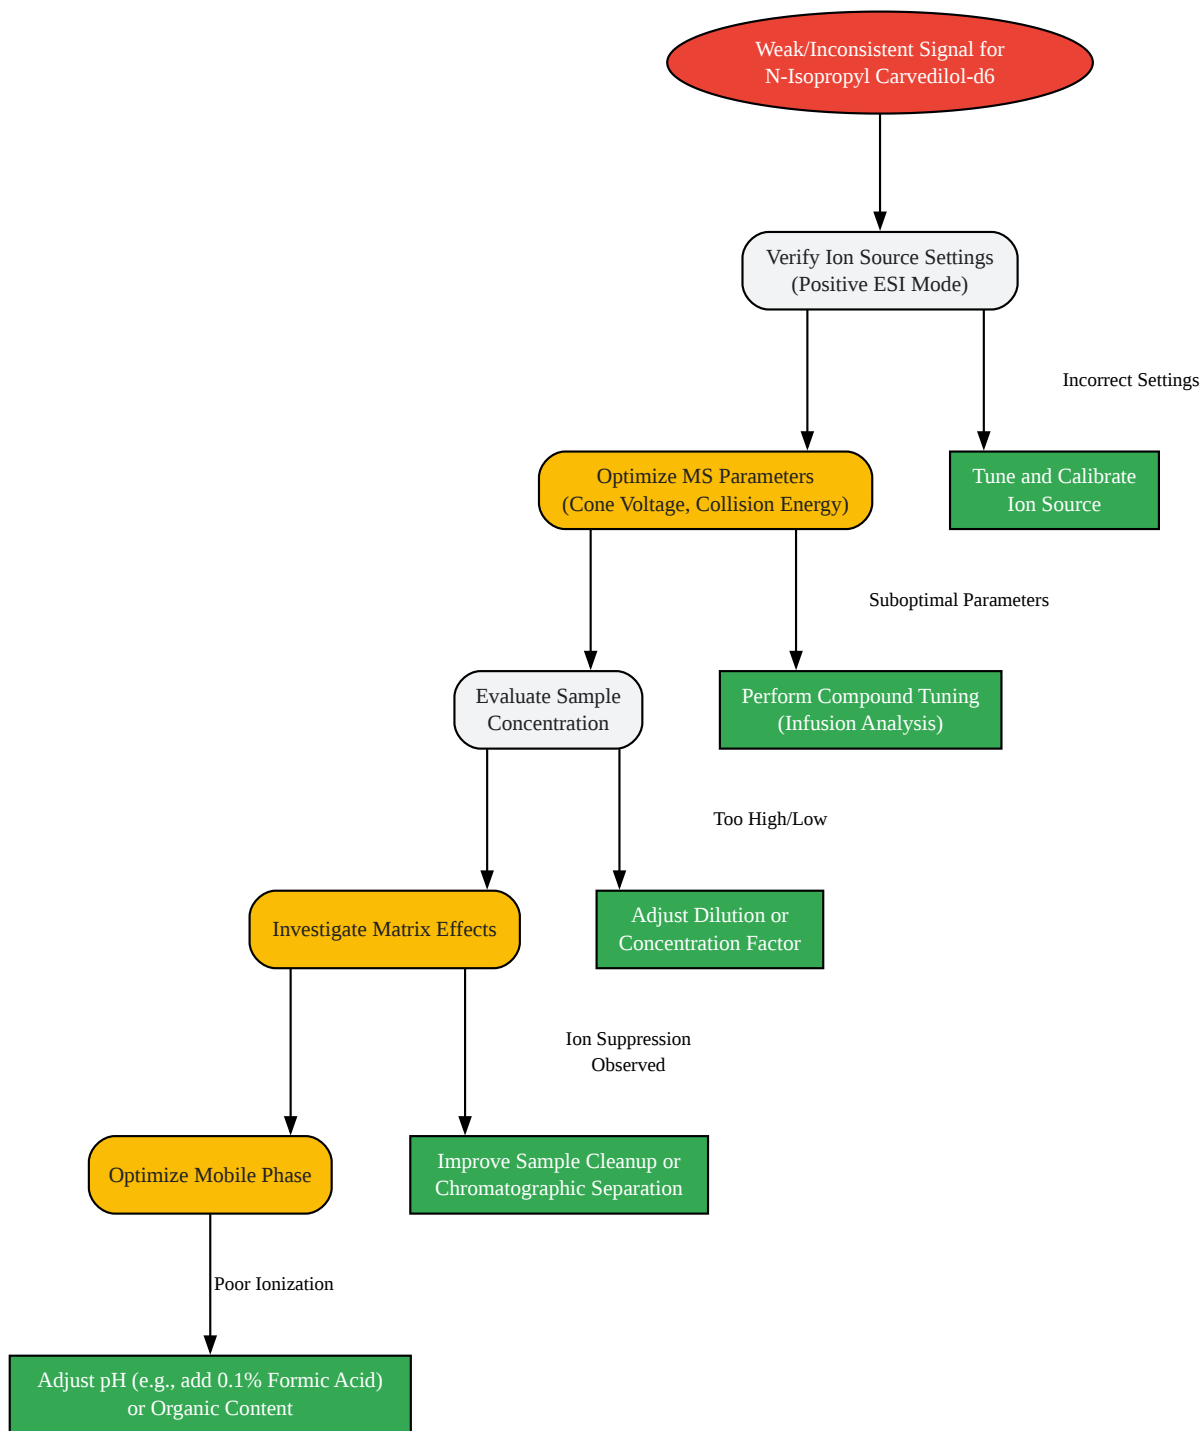 Weak/Inconsistent Signal for
N-Isopropyl Carvedilol-d6
Verify Ion Source Settings
(Positive ESI Mode)
Incorrect Settings
Optimize MS Parameters
(Cone Voltage, Collision Energy)
Tune and Calibrate
Ion Source
Suboptimal Parameters
Evaluate Sample
Concentration
Perform Compound Tuning
(Infusion Analysis)
Too High/Low
Investigate Matrix Effects
Adjust Dilution or
Concentration Factor
Ion Suppression
Observed
Optimize Mobile Phase
Improve Sample Cleanup or
Chromatographic Separation
Poor Ionization
Adjust pH (e.g., add 0.1% Formic Acid)
or Organic Content